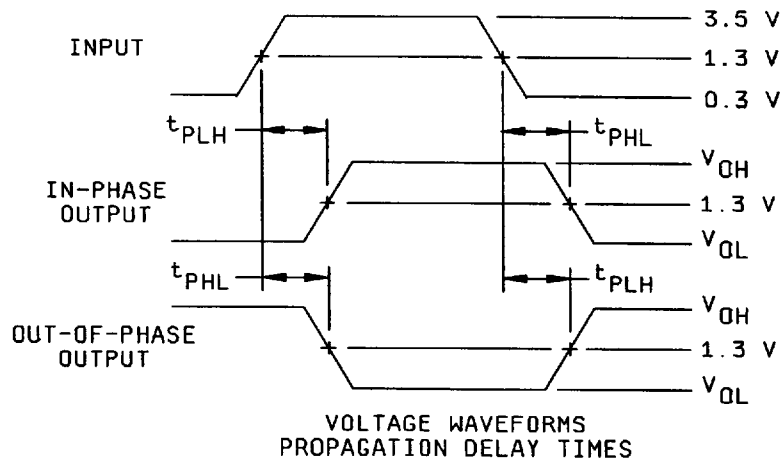 INPUT
3.5 V
1.3 V
0.3 V
tPLH
tPHL
IN-PHASE
OUTPUT
VOH
1.3 V
VOL
tPHL
tPLH
OUT-OF-PHASE
OUTPUT
VOH
1.3 V
VOL
VOLTAGE WAVEFORMS
PROPAGATION DELAY TIMES